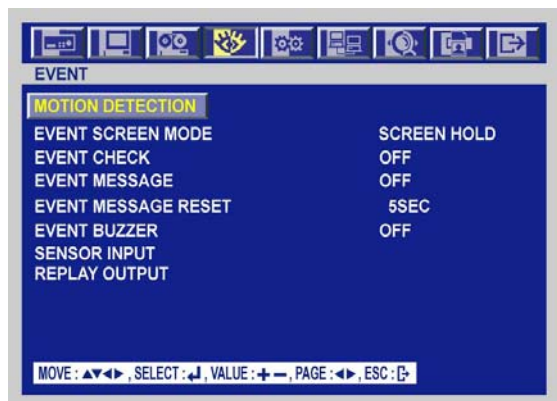 EVENT
MOTION DETECTION
EVENT SCREEN MODE SCREEN HOLD
EVENT CHECK OFF
EVENT MESSAGE OFF
EVENT MESSAGE RESET 5SEC
EVENT BUZZER OFF
SENSOR INPUT
REPLAY OUTPUT
MOVE : ▲▼◀▶ , SELECT : ↲ , VALUE : + − , PAGE : ◀▶ , ESC :